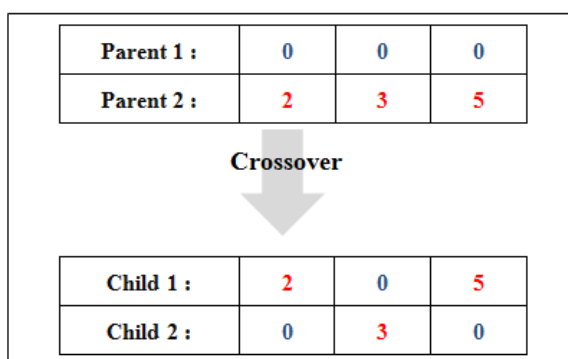 Parent 1 : 0 0 0
Parent 2 : 2 3 5
Crossover
Child 1 : 2 0 5
Child 2 : 0 3 0